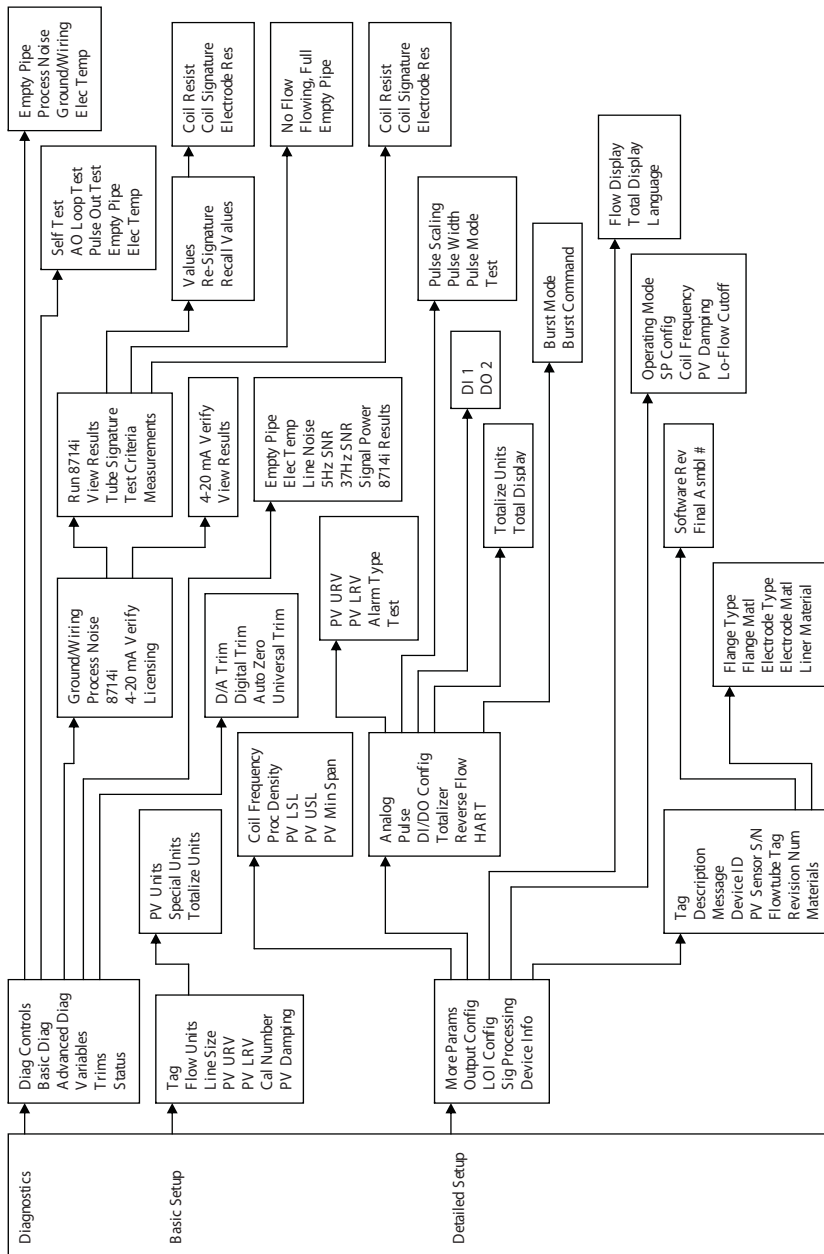 Diagnostics
Basic Setup
Detailed Setup
Diag Controls
Basic Diag
Advanced Diag
Variables
Trims
Status
Tag
Flow Units
Line Size
PV URV
PV LRV
Cal Number
PV Damping
More Params
Output Config
LOI Config
Sig Processing
Device Info
Empty Pipe
Process Noise
Ground/Wiring
Elec Temp
Self Test
AO Loop Test
Pulse Out Test
Empty Pipe
Elec Temp
Ground/Wiring
Process Noise
8714i
4-20 mA Verify
Licensing
Run 8714i
View Results
Tube Signature
Test Criteria
Measurements
Values
Re-Signature
Recall Values
Coil Resist
Coil Signature
Electrode Res
No Flow
Flowing, Full
Empty Pipe
Coil Resist
Coil Signature
Electrode Res
4-20 mA Verify
View Results
Empty Pipe
Elec Temp
Line Noise
5Hz SNR
37Hz SNR
Signal Power
8714i Results
D/A Trim
Digital Trim
Auto Zero
Universal Trim
PV Units
Special Units
Totalize Units
Coil Frequency
Proc Density
PV LSL
PV USL
PV Min Span
Analog
Pulse
DI/DO Config
Totalizer
Reverse Flow
HART
PV URV
PV LRV
Alarm Type
Test
Pulse Scaling
Pulse Width
Pulse Mode
Test
DI 1
DO 2
Totalize Units
Total Display
Burst Mode
Burst Command
Flow Display
Total Display
Language
Operating Mode
SP Config
Coil Frequency
PV Damping
Lo-Flow Cutoff
Tag
Description
Message
Device ID
PV Sensor S/N
Flowtube Tag
Revision Num
Materials
Software Rev
Final Asmbl #
Flange Type
Flange Matl
Electrode Type
Electrode Matl
Liner Material